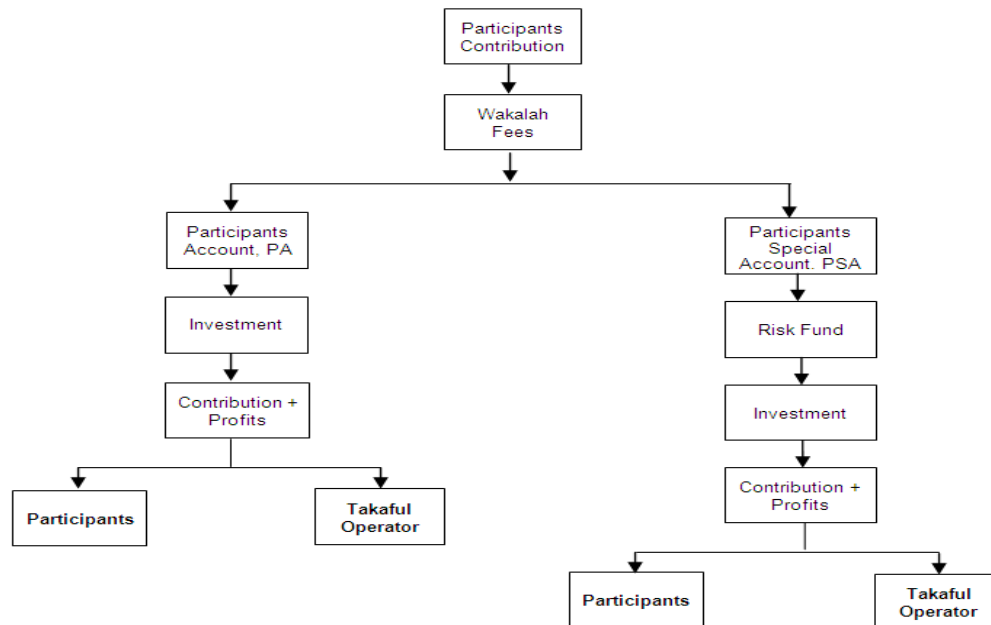 Participants
Contribution
Wakalah
Fees
Participants
Account, PA
Investment
Contribution +
Profits
Participants
Takaful
Operator
Participants
Special
Account. PSA
Risk Fund
Investment
Contribution +
Profits
Participants
Takaful
Operator